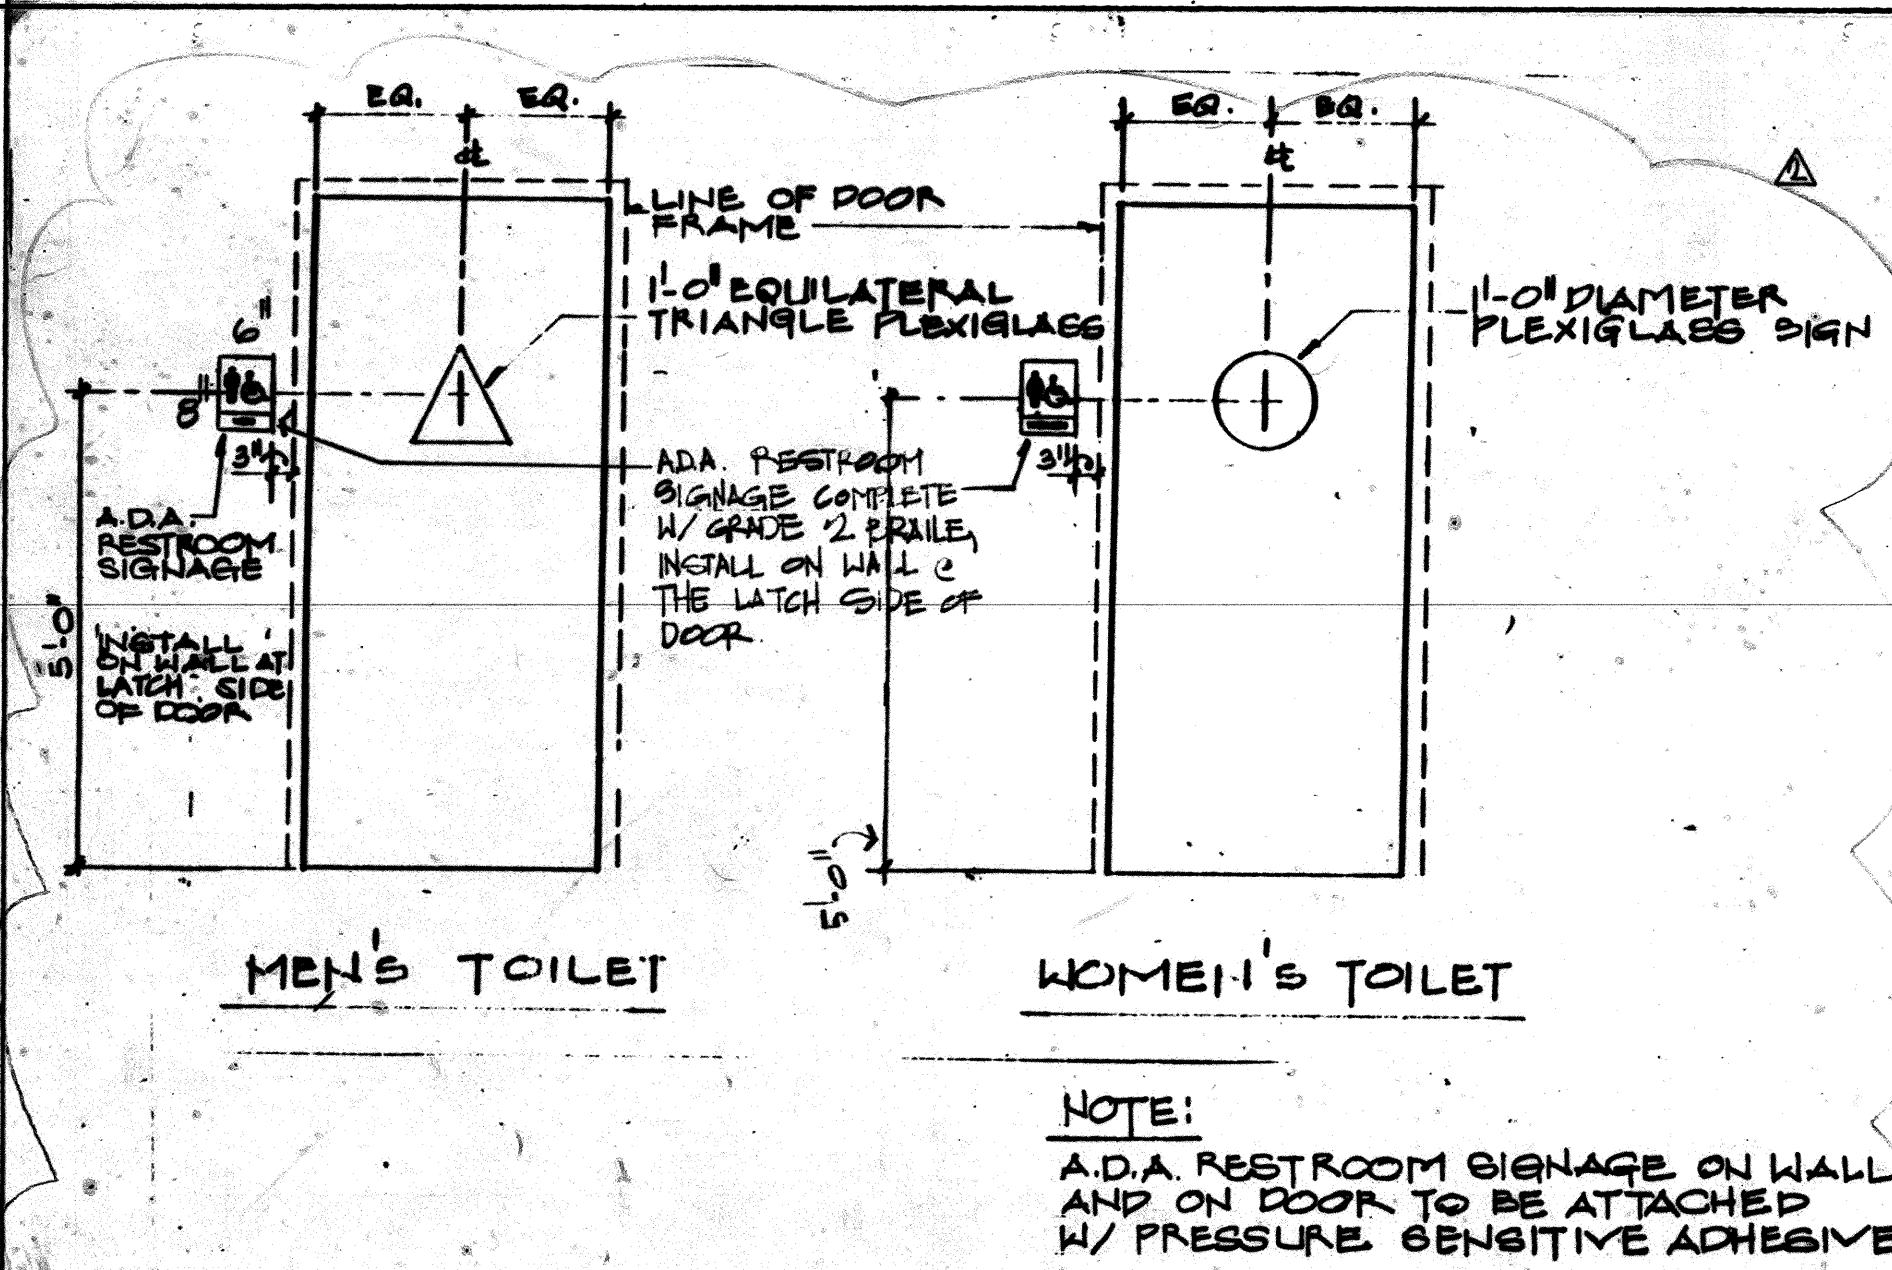 EQ. EQ.
EQ. EQ.
℄
℄
2
LINE OF DOOR
FRAME
1'-0" EQUILATERAL
TRIANGLE PLEXIGLASS
1'-0" DIAMETER
PLEXIGLASS SIGN
6"
8"
3"
3"
A.D.A.
RESTROOM
SIGNAGE
INSTALL
ON WALL AT
LATCH SIDE
OF DOOR
A.D.A. RESTROOM
SIGNAGE COMPLETE
W/ GRADE 2 BRAILE,
INSTALL ON WALL @
THE LATCH SIDE OF
DOOR.
5'-0"
5'-0"
MEN'S TOILET
WOMEN'S TOILET
NOTE:
A.D.A. RESTROOM SIGNAGE ON WALL
AND ON DOOR TO BE ATTACHED
W/ PRESSURE SENSITIVE ADHESIVE